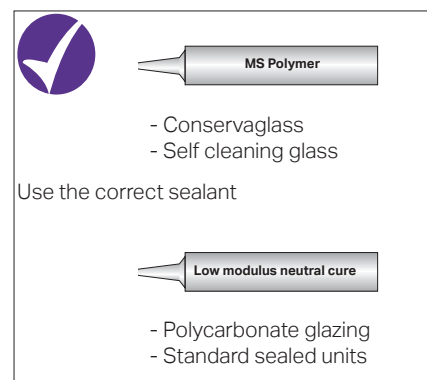 MS Polymer
- Conservaglass
- Self cleaning glass
Use the correct sealant
Low modulus neutral cure
- Polycarbonate glazing
- Standard sealed units